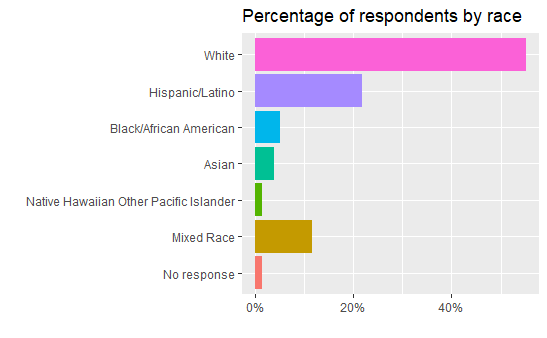 Percentage of respondents by race
White
Hispanic/Latino
Black/African American
Asian
Native Hawaiian Other Pacific Islander
Mixed Race
No response
0% 20% 40%